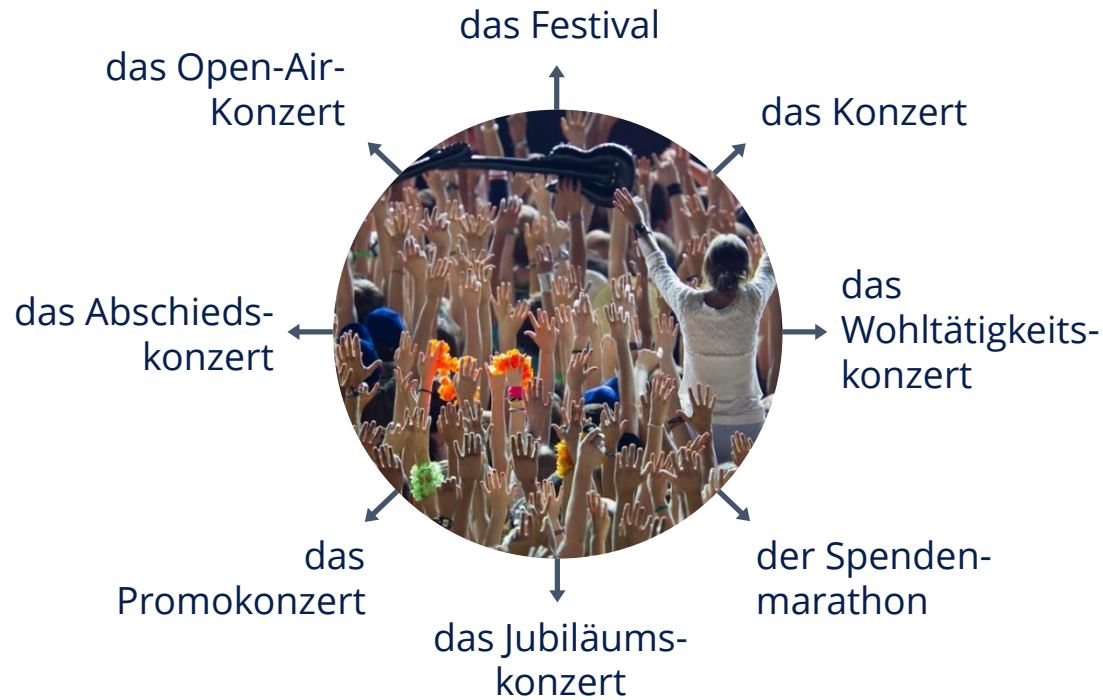 das Festival
das Open-Air-
Konzert
das Konzert
das Abschieds-
konzert
das
Wohltätigkeits-
konzert
das
Promokonzert
der Spenden-
marathon
das Jubiläums-
konzert